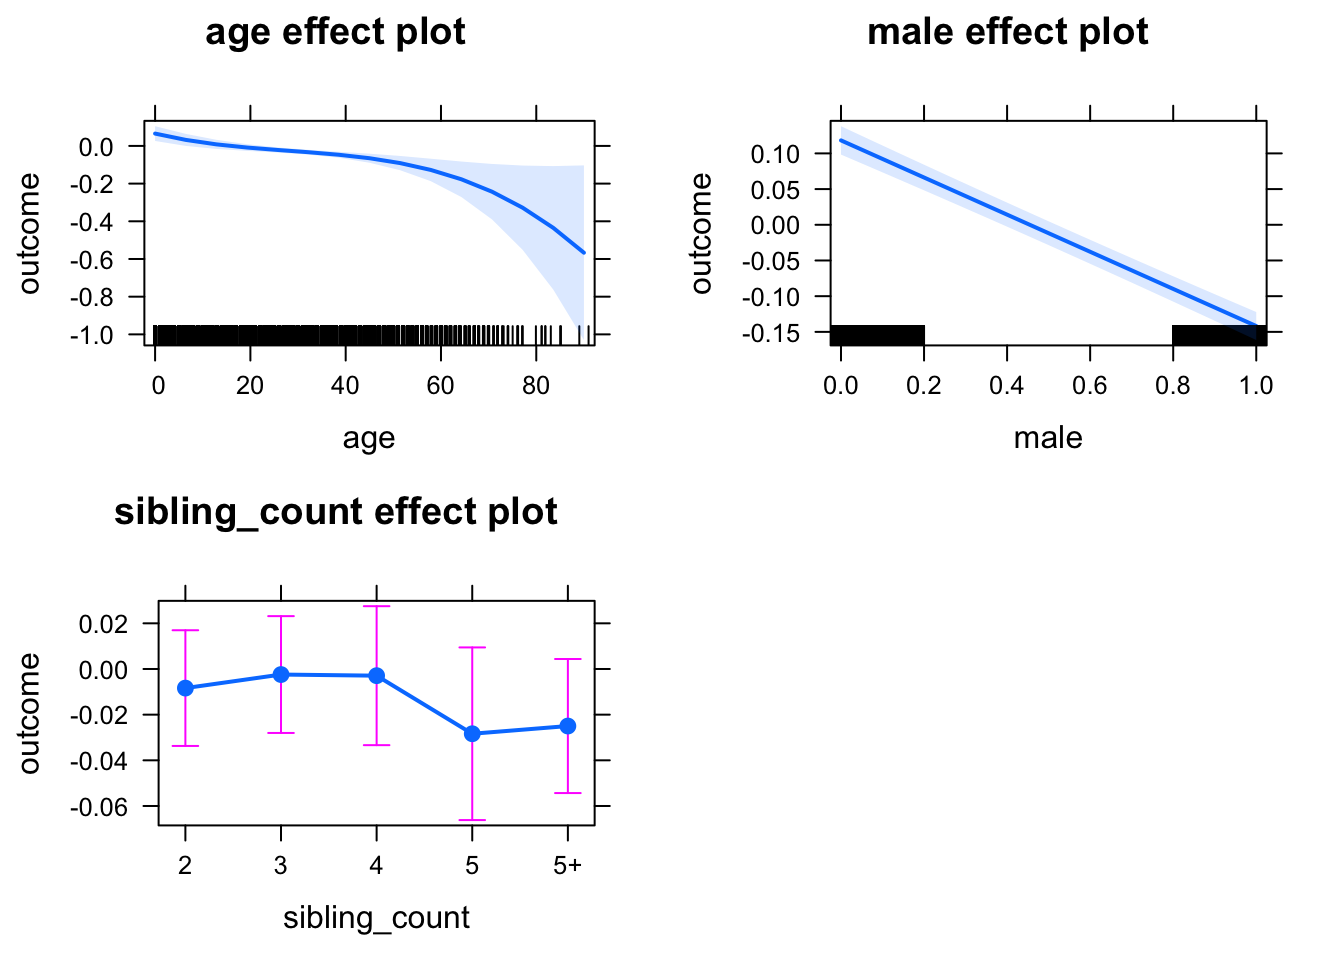 age effect plot
outcome
0.0
-0.2
-0.4
-0.6
-0.8
-1.0
0 20 40 60 80
age
male effect plot
outcome
0.10
0.05
0.00
-0.05
-0.10
-0.15
0.0 0.2 0.4 0.6 0.8 1.0
male
sibling_count effect plot
outcome
0.02
0.00
-0.02
-0.04
-0.06
2 3 4 5 5+
sibling_count